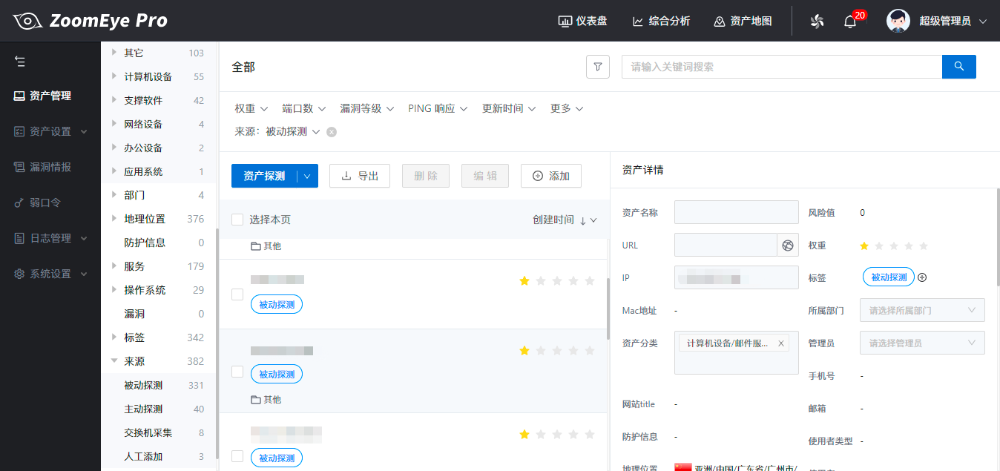 ZoomEye Pro
仪表盘
综合分析
资产地图
20
超级管理员
资产管理
资产设置
漏洞情报
弱口令
日志管理
系统设置
其它 103
计算机设备 55
支撑软件 42
网络设备 4
办公设备 2
应用系统 1
部门 4
地理位置 376
防护信息 0
服务 179
操作系统 29
漏洞 0
标签 342
来源 382
被动探测 331
主动探测 40
交换机采集 8
人工添加 3
全部
请输入关键词搜索
权重 端口数 漏洞等级 PING 响应 更新时间 更多
来源: 被动探测
资产探测 导出 删 除 编 辑 添加
选择本页 创建时间
其他
被动探测
被动探测
其他
被动探测
资产详情
资产名称
风险值 0
URL
权重
IP
标签 被动探测
Mac地址 -
所属部门 请选择所属部门
资产分类 计算机设备/邮件服...
管理员 请选择管理员
手机号 -
网站title -
邮箱 -
防护信息 -
使用者类型 -
地理位置 亚洲/中国/广东省/广州市/